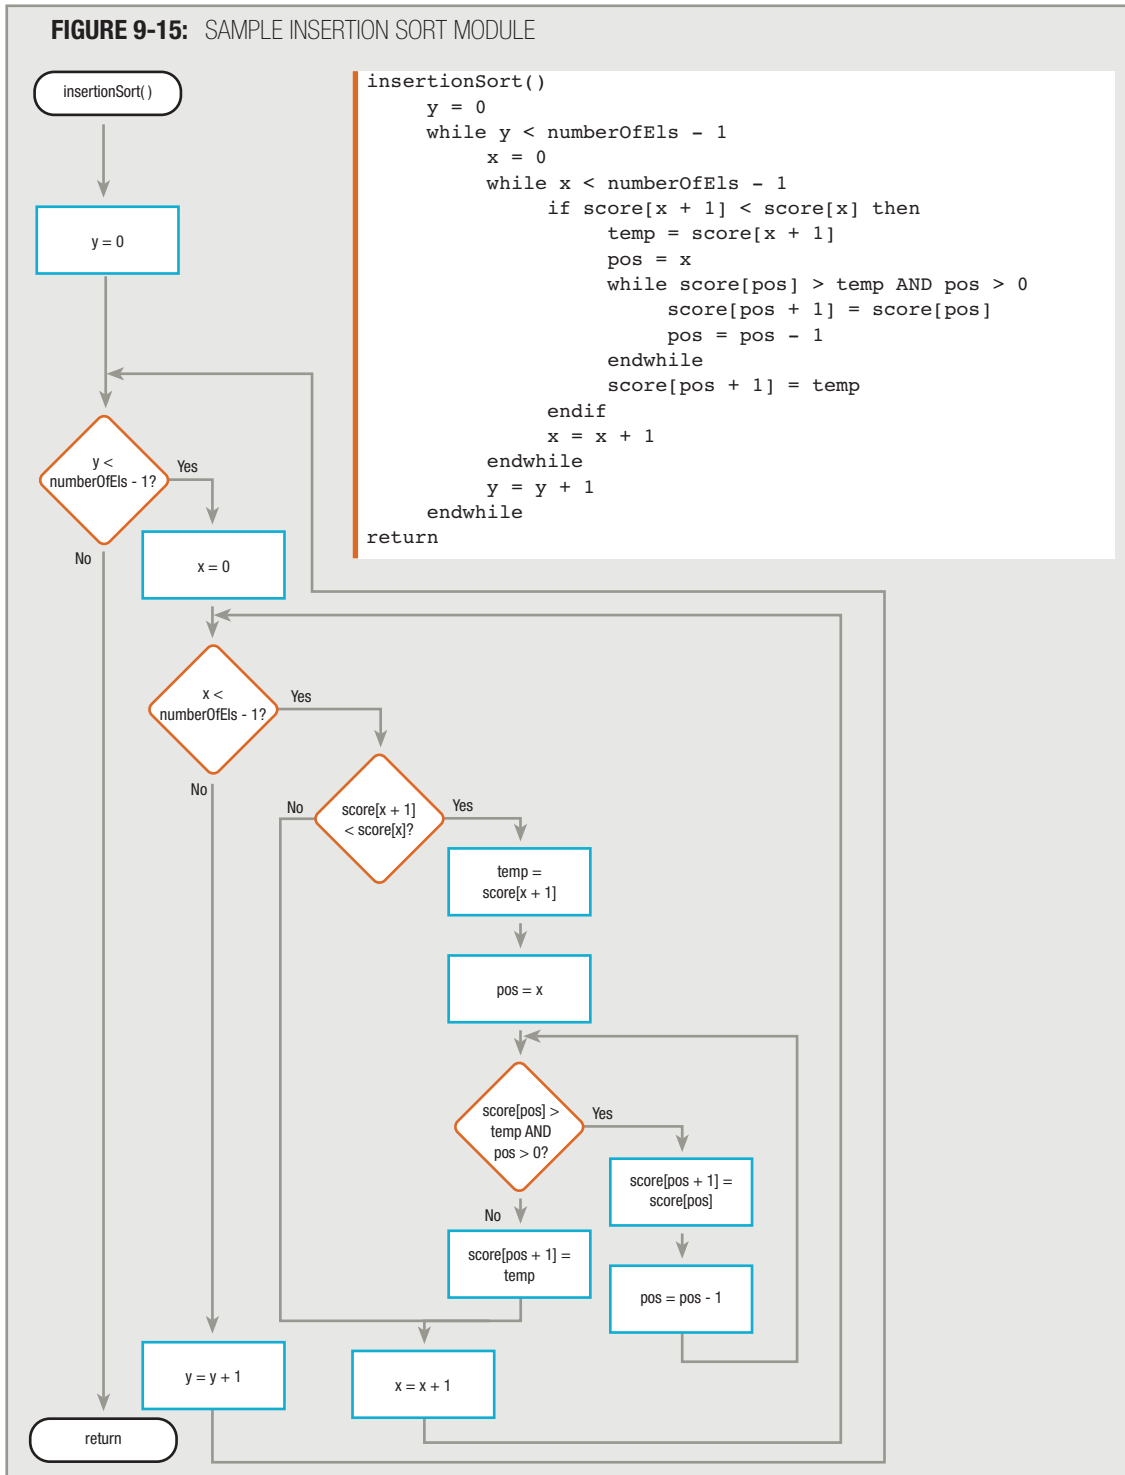 FIGURE 9-15: SAMPLE INSERTION SORT MODULE
insertionSort()
y = 0
while y < numberOfEls - 1
x = 0
while x < numberOfEls - 1
if score[x + 1] < score[x] then
temp = score[x + 1]
pos = x
while score[pos] > temp AND pos > 0
score[pos + 1] = score[pos]
pos = pos - 1
endwhile
score[pos + 1] = temp
endif
x = x + 1
endwhile
y = y + 1
endwhile
return
insertionSort( )
y = 0
y <
numberOfEls - 1?
Yes
No
x = 0
x <
numberOfEls - 1?
Yes
No
score[x + 1]
< score[x]?
No
Yes
temp =
score[x + 1]
pos = x
score[pos] >
temp AND
pos > 0?
Yes
No
score[pos + 1] =
score[pos]
score[pos + 1] =
temp
pos = pos - 1
y = y + 1
x = x + 1
return